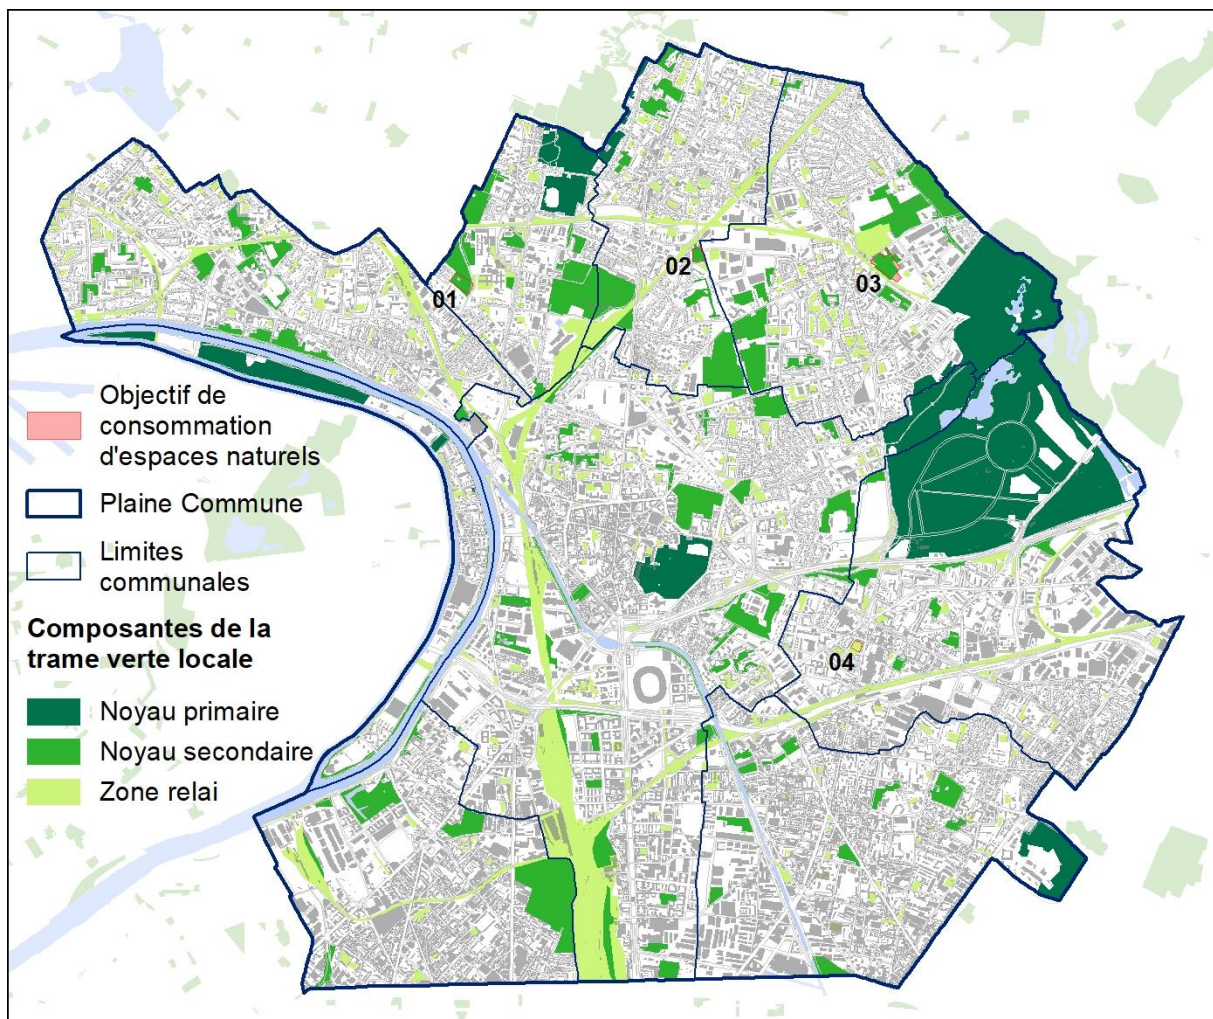 02
03
01
Objectif de
consommation
d'espaces naturels
Plaine Commune
Limites
communales
Composantes de la
trame verte locale
04
Noyau primaire
Noyau secondaire
Zone relai